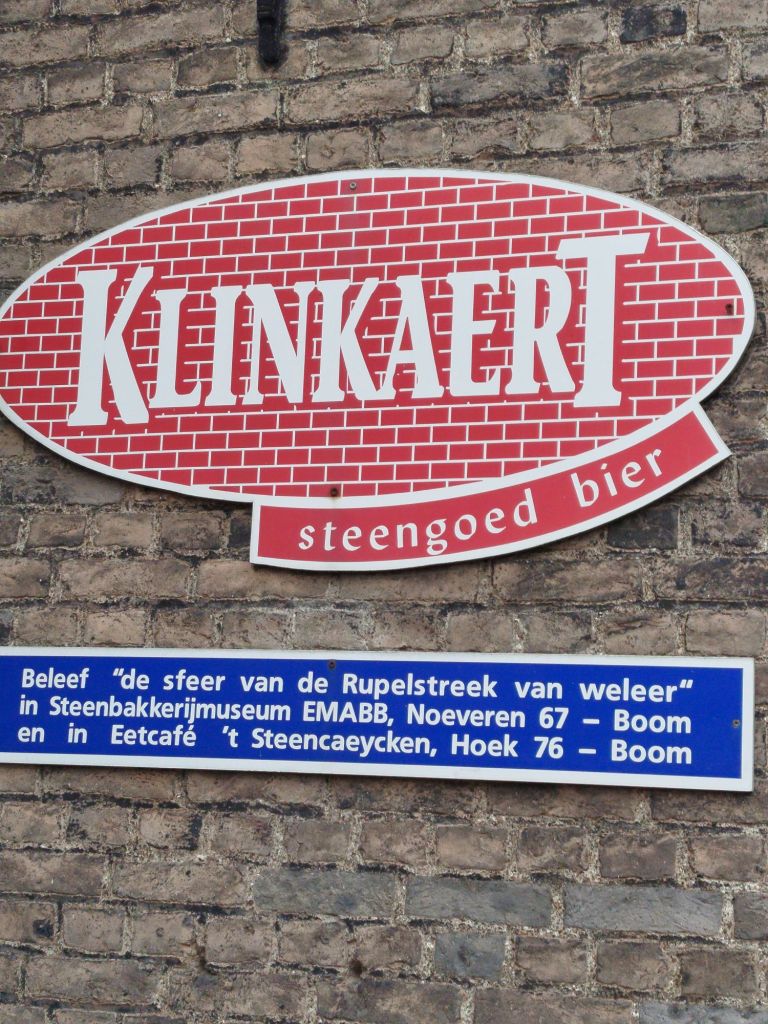 KLINKAERT
steengoed bier
Beleef "de sfeer van de Rupelstreek van weleer"
in Steenbakkerijmuseum EMABB, Noeveren 67 – Boom
en in Eetcafé 't Steencaeycken, Hoek 76 – Boom